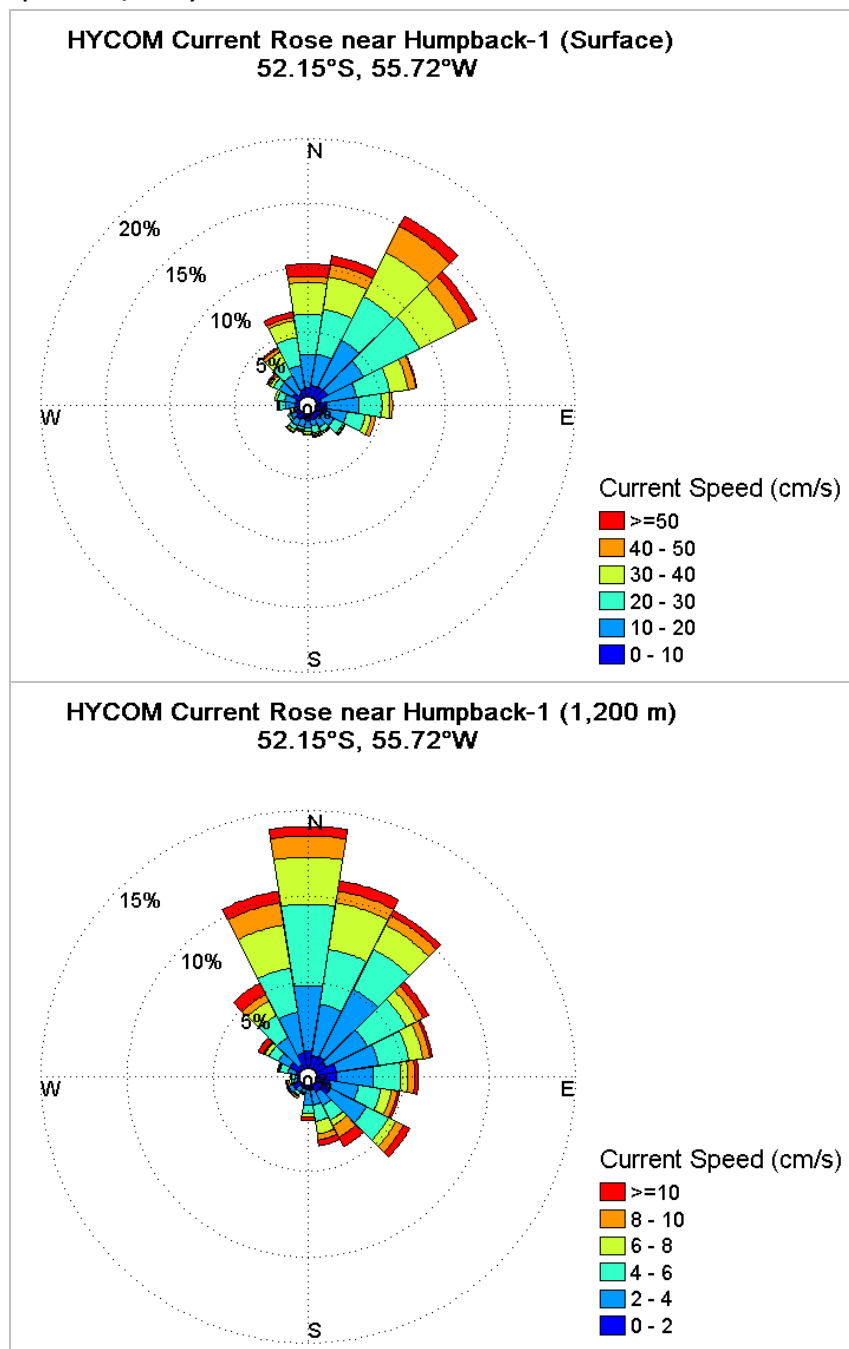 HYCOM Current Rose near Humpback-1 (Surface)
52.15°S, 55.72°W
N
20%
15%
10%
5%
W
E
S
Current Speed (cm/s)
>=50
40 - 50
30 - 40
20 - 30
10 - 20
0 - 10
HYCOM Current Rose near Humpback-1 (1,200 m)
52.15°S, 55.72°W
N
15%
10%
5%
W
E
S
Current Speed (cm/s)
>=10
8 - 10
6 - 8
4 - 6
2 - 4
0 - 2